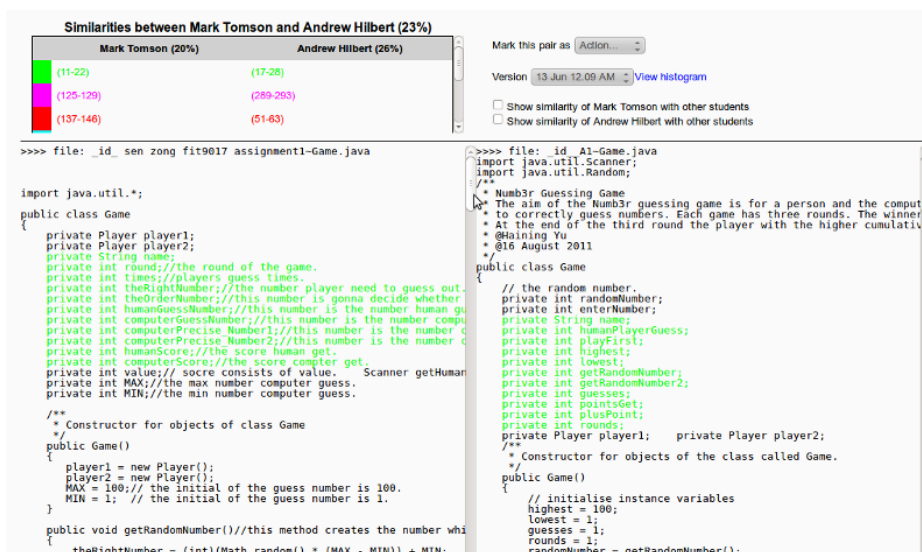 Similarities between Mark Tomson and Andrew Hilbert (23%)
Mark Tomson (20%) Andrew Hilbert (26%)
(11-22) (17-28)
(125-129) (289-293)
(137-146) (51-63)
Mark this pair as Action...
Version 13 Jun 12.09 AM View histogram
Show similarity of Mark Tomson with other students
Show similarity of Andrew Hilbert with other students
>>>> file: _id_ sen zong fit9017 assignment1~Game.java
import java.util.*;
public class Game
{
private Player player1;
private Player player2;
private String name;
private int round;//the round of the game.
private int times;//players guess times.
private int theRightNumber;//the number player need to guess out.
private int theOrderNumber;//this number is gonna decide whether
private int humanGuessNumber;//this number is the number human gu
private int computerGuessNumber;//this number is the number compu
private int computerPrecise_Number1;//this number is the number c
private int computerPrecise_Number2;//this number is the number c
private int humanScore;//the score human get.
private int computerScore;//the score compter get.
private int value;// socre consists of value. Scanner getHuman
private int MAX;//the max number computer guess.
private int MIN;//the min number computer guess.
/**
* Constructor for objects of class Game
*/
public Game()
{
player1 = new Player();
player2 = new Player();
MAX = 100;// the initial of the guess number is 100.
MIN = 1; // the initial of the guess number is 1.
}
public void getRandomNumber()//this method creates the number whi
{
theRightNumber = (int)(Math.random() * (MAX - MIN)) + MIN;
>>>> file: _id_ A1~Game.java
import java.util.Scanner;
import java.util.Random;
/**
* Numb3r Guessing Game
* The aim of the Numb3r guessing game is for a person and the comput
* to correctly guess numbers. Each game has three rounds. The winner
* At the end of the third round the player with the higher cumulativ
* @Haining Yu
* @16 August 2011
*/
public class Game
{
// the random number.
private int randomNumber;
private int enterNumber;
private String name;
private int humanPlayerGuess;
private int playFirst;
private int highest;
private int lowest;
private int getRandomNumber;
private int getRandomNumber2;
private int guesses;
private int pointsGet;
private int plusPoint;
private int rounds;
private Player player1; private Player player2;
/**
* Constructor for objects of the class called Game.
*/
public Game()
{
// initialise instance variables
highest = 100;
lowest = 1;
guesses = 1;
rounds = 1;
randomNumber = getRandomNumber();